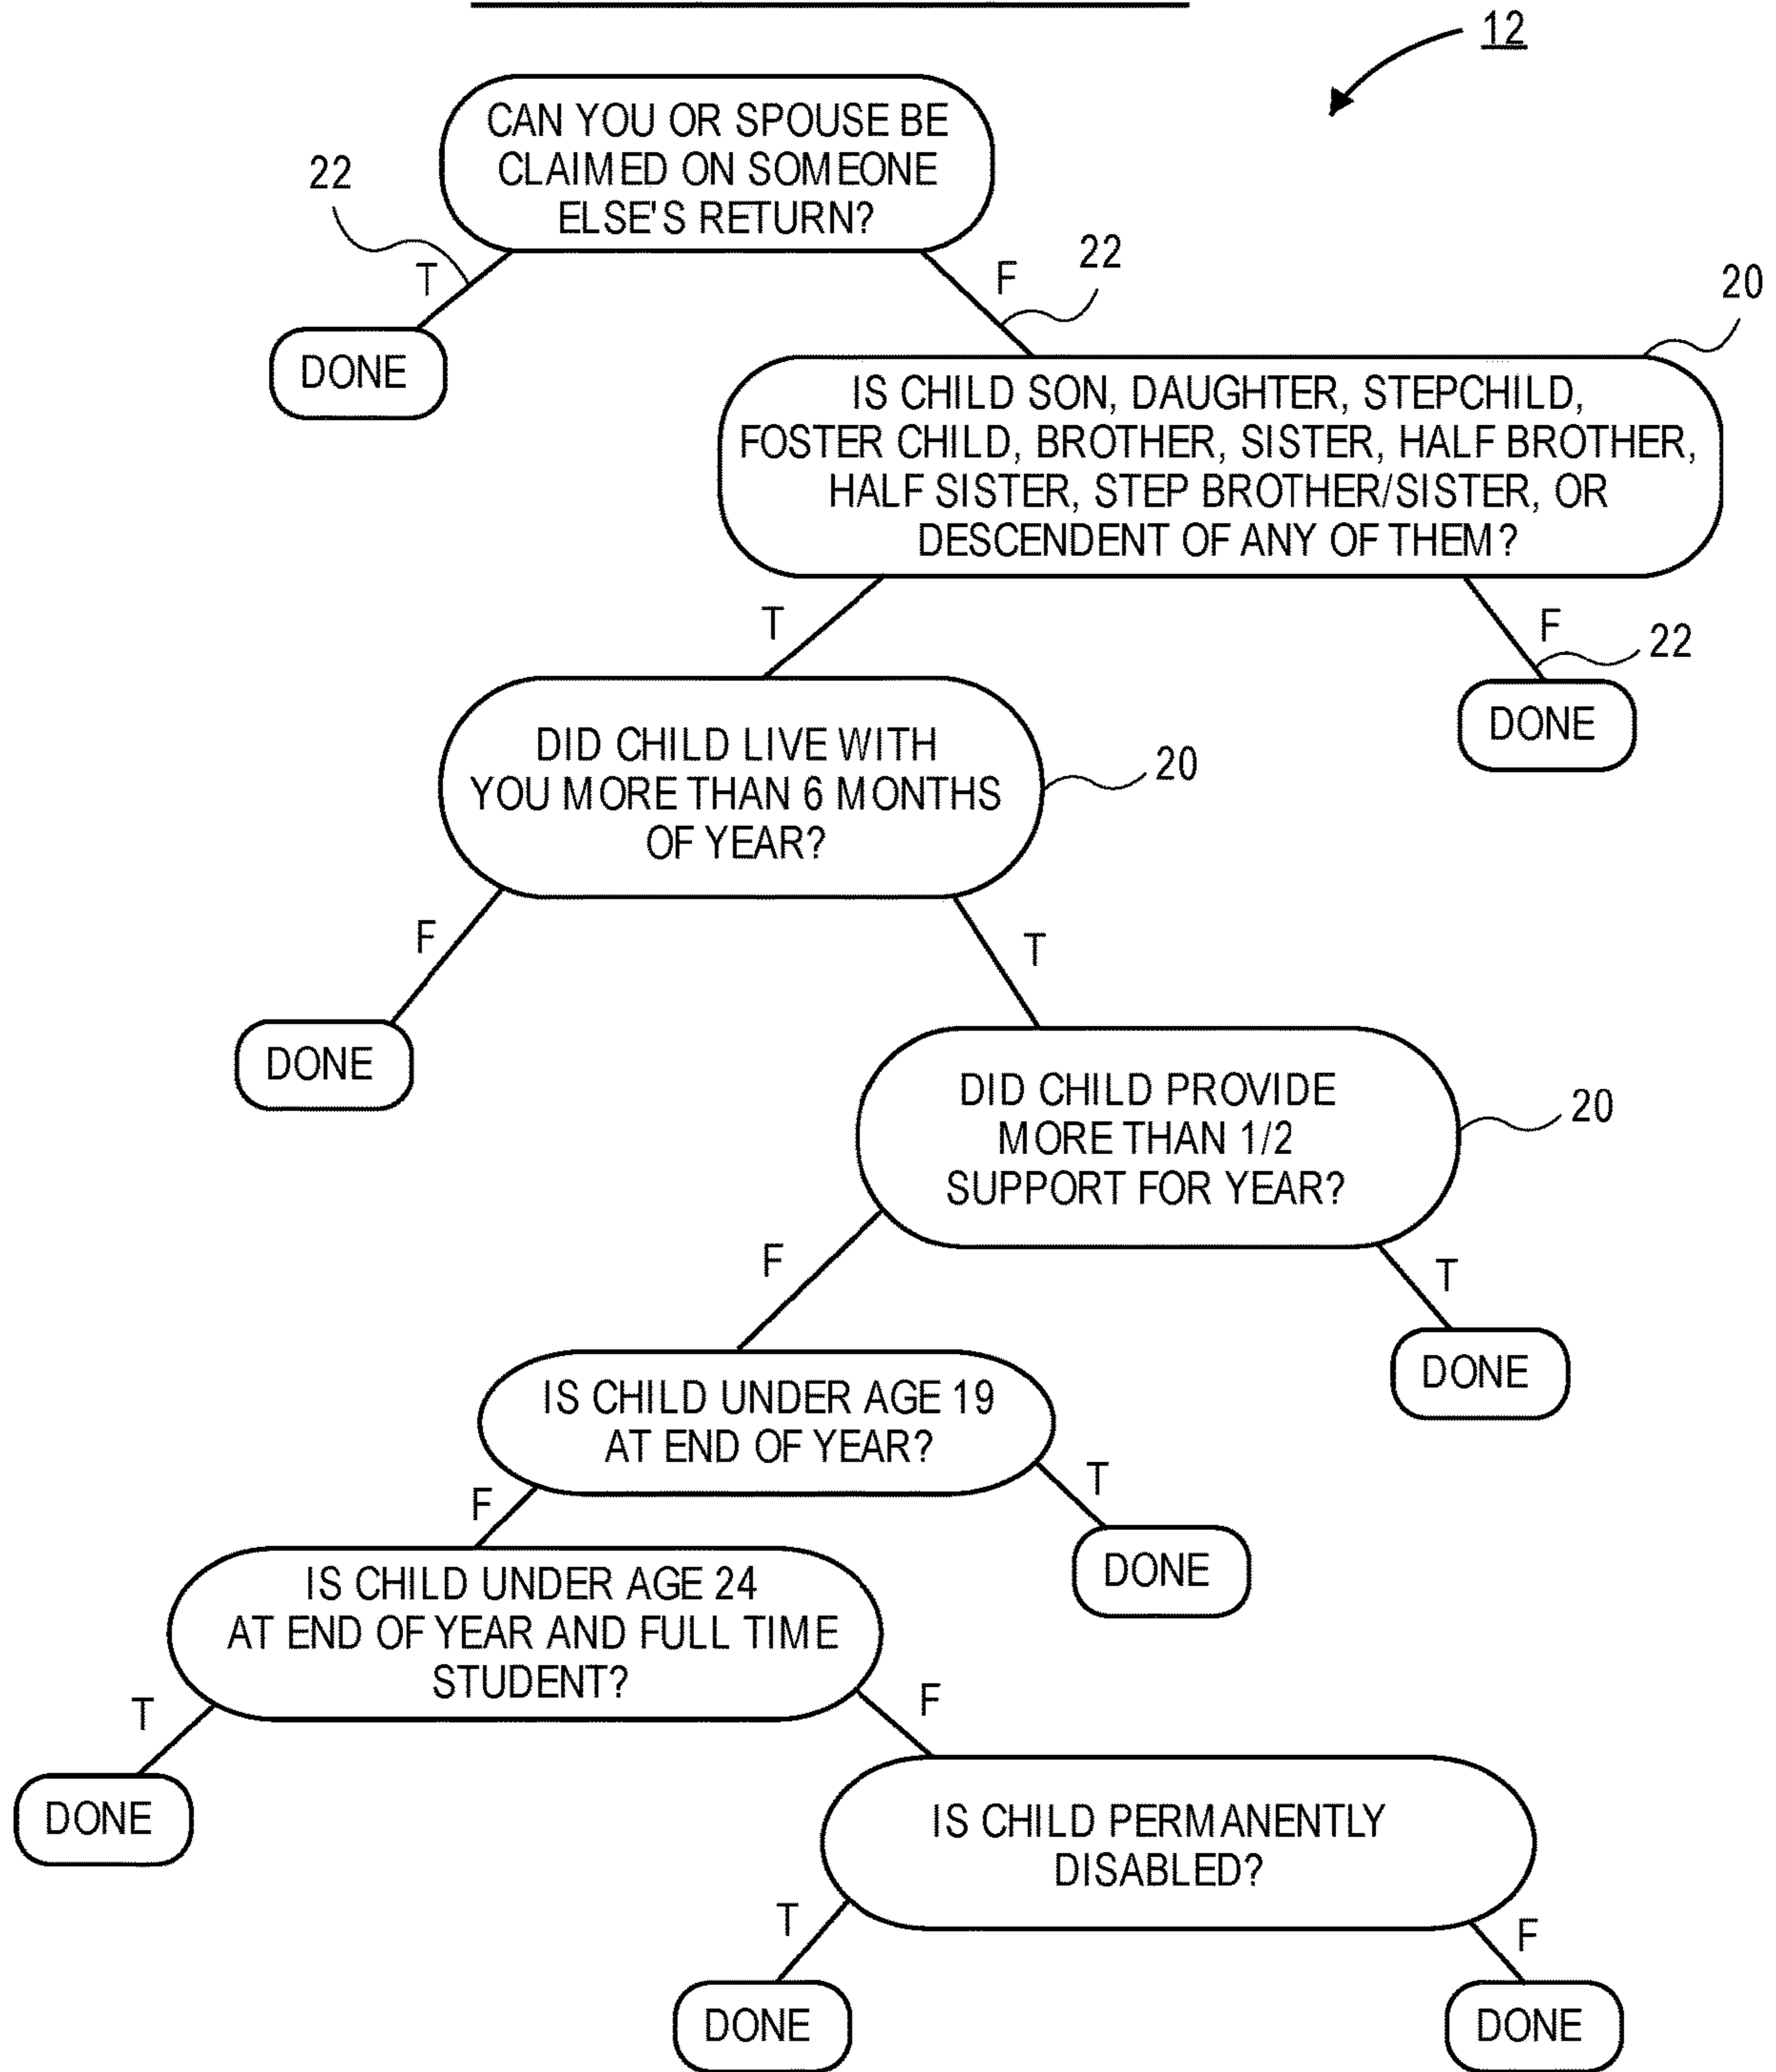 12
CAN YOU OR SPOUSE BE
CLAIMED ON SOMEONE
ELSE'S RETURN?
22
T
F
22
20
DONE
IS CHILD SON, DAUGHTER, STEPCHILD,
FOSTER CHILD, BROTHER, SISTER, HALF BROTHER,
HALF SISTER, STEP BROTHER/SISTER, OR
DESCENDENT OF ANY OF THEM?
T
F
22
DONE
DID CHILD LIVE WITH
YOU MORE THAN 6 MONTHS
OF YEAR?
20
F
T
DONE
DID CHILD PROVIDE
MORE THAN 1/2
SUPPORT FOR YEAR?
20
F
T
DONE
IS CHILD UNDER AGE 19
AT END OF YEAR?
F
T
DONE
IS CHILD UNDER AGE 24
AT END OF YEAR AND FULL TIME
STUDENT?
T
F
DONE
IS CHILD PERMANENTLY
DISABLED?
T
F
DONE
DONE